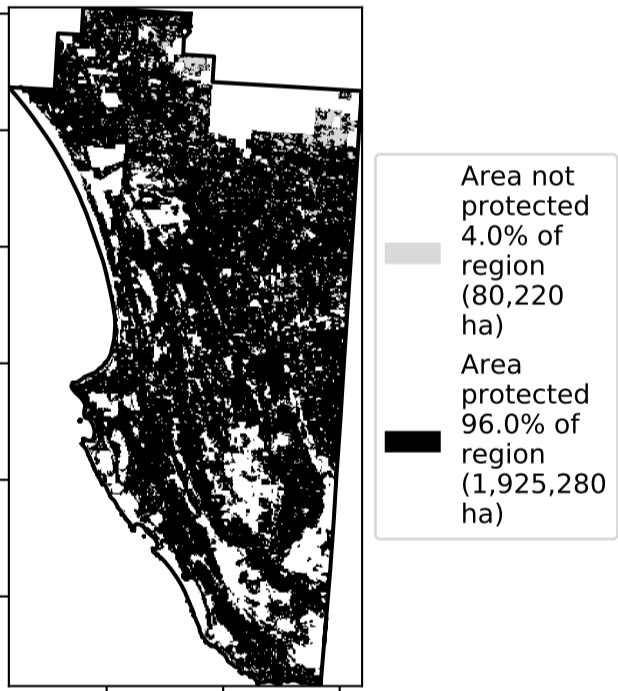 Area not
protected
4.0% of
region
(80,220
ha)
Area
protected
96.0% of
region
(1,925,280
ha)